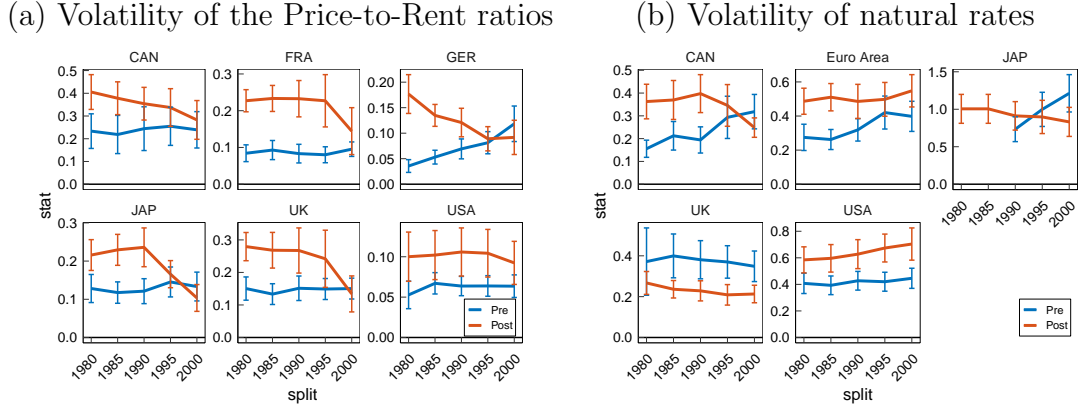 (a) Volatility of the Price-to-Rent ratios
CAN
FRA
GER
0.5
0.4
0.3
0.2
0.1
0.0
0.3
0.2
0.1
0.0
0.20
0.15
0.10
0.05
0.00
JAP
UK
USA
0.3
0.2
0.1
0.0
0.3
0.2
0.1
0.0
0.10
0.05
0.00
Pre
Post
1980 1985 1990 1995 2000
1980 1985 1990 1995 2000
1980 1985 1990 1995 2000
stat
split
(b) Volatility of natural rates
CAN
Euro Area
JAP
0.5
0.4
0.3
0.2
0.1
0.0
0.6
0.4
0.2
0.0
1.5
1.0
0.5
0.0
1980 1985 1990 1995 2000
UK
USA
0.4
0.2
0.0
0.8
0.6
0.4
0.2
0.0
Pre
Post
1980 1985 1990 1995 2000
1980 1985 1990 1995 2000
stat
split